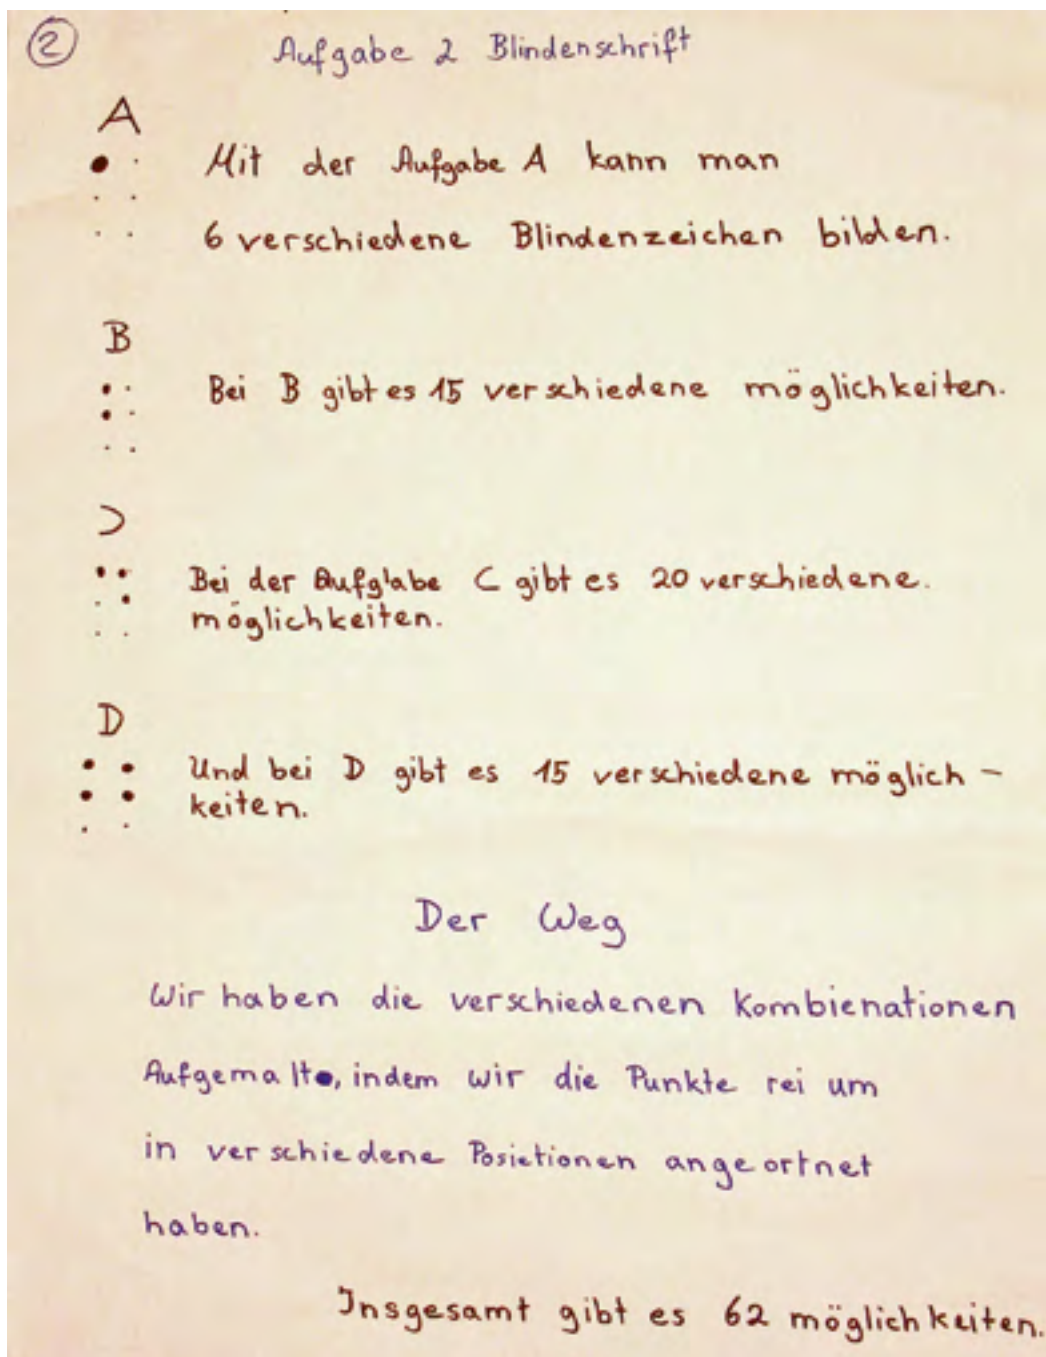 ② Aufgabe 2 Blindenschrift
A
Mit der Aufgabe A kann man
6 verschiedene Blindenzeichen bilden.
B
Bei B gibt es 15 verschiedene möglichkeiten.
C
Bei der Aufglabe C gibt es 20 verschiedene.
möglichkeiten.
D
Und bei D gibt es 15 verschiedene möglich-
keiten.
Der Weg
Wir haben die verschiedenen Kombienationen
Aufgemalt, indem wir die Punkte rei um
in verschiedene Posietionen angeortnet
haben.
Insgesamt gibt es 62 möglichkeiten.